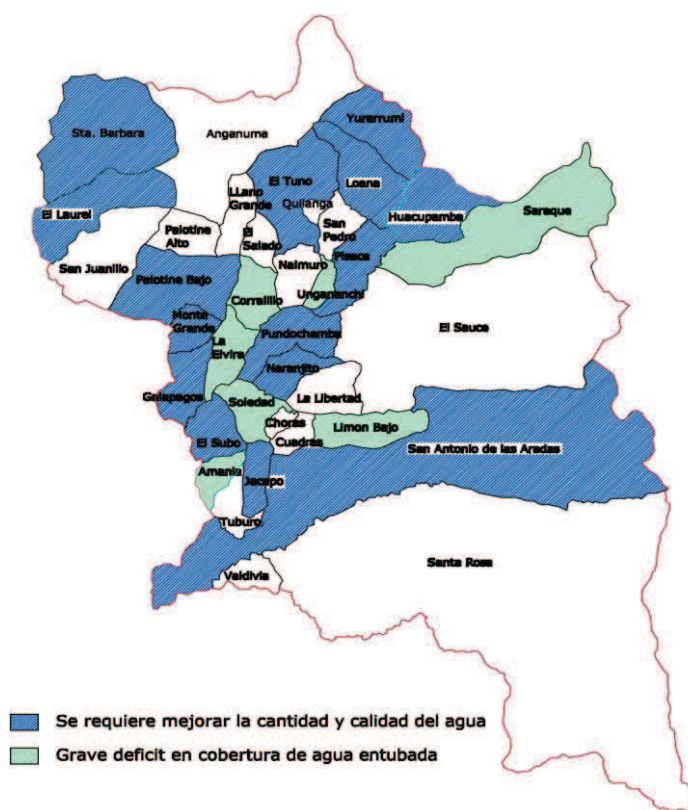 Yurarrumi
Sta. Barbara
Anganuma
El Tuno
Loana
LLano
Grande
Quilanga
Saraque
El Laurel
Huacupamba
Palotine
Alto
El
Salado
San
Pedro
Pisaca
Naimuro
San Juanillo
Palotine Bajo
Ungananchi
Corralillo
Monte
Grande
El Sauce
Fundochamba
La
Elvira
Naranjito
Galapagos
La Libertad
Soledad
Choras
Limon Bajo
Cuadras
El Subo
San Antonio de las Aradas
Jacapo
Tuburo
Santa Rosa
Valdivia
Se requiere mejorar la cantidad y calidad del agua
Grave deficit en cobertura de agua entubada